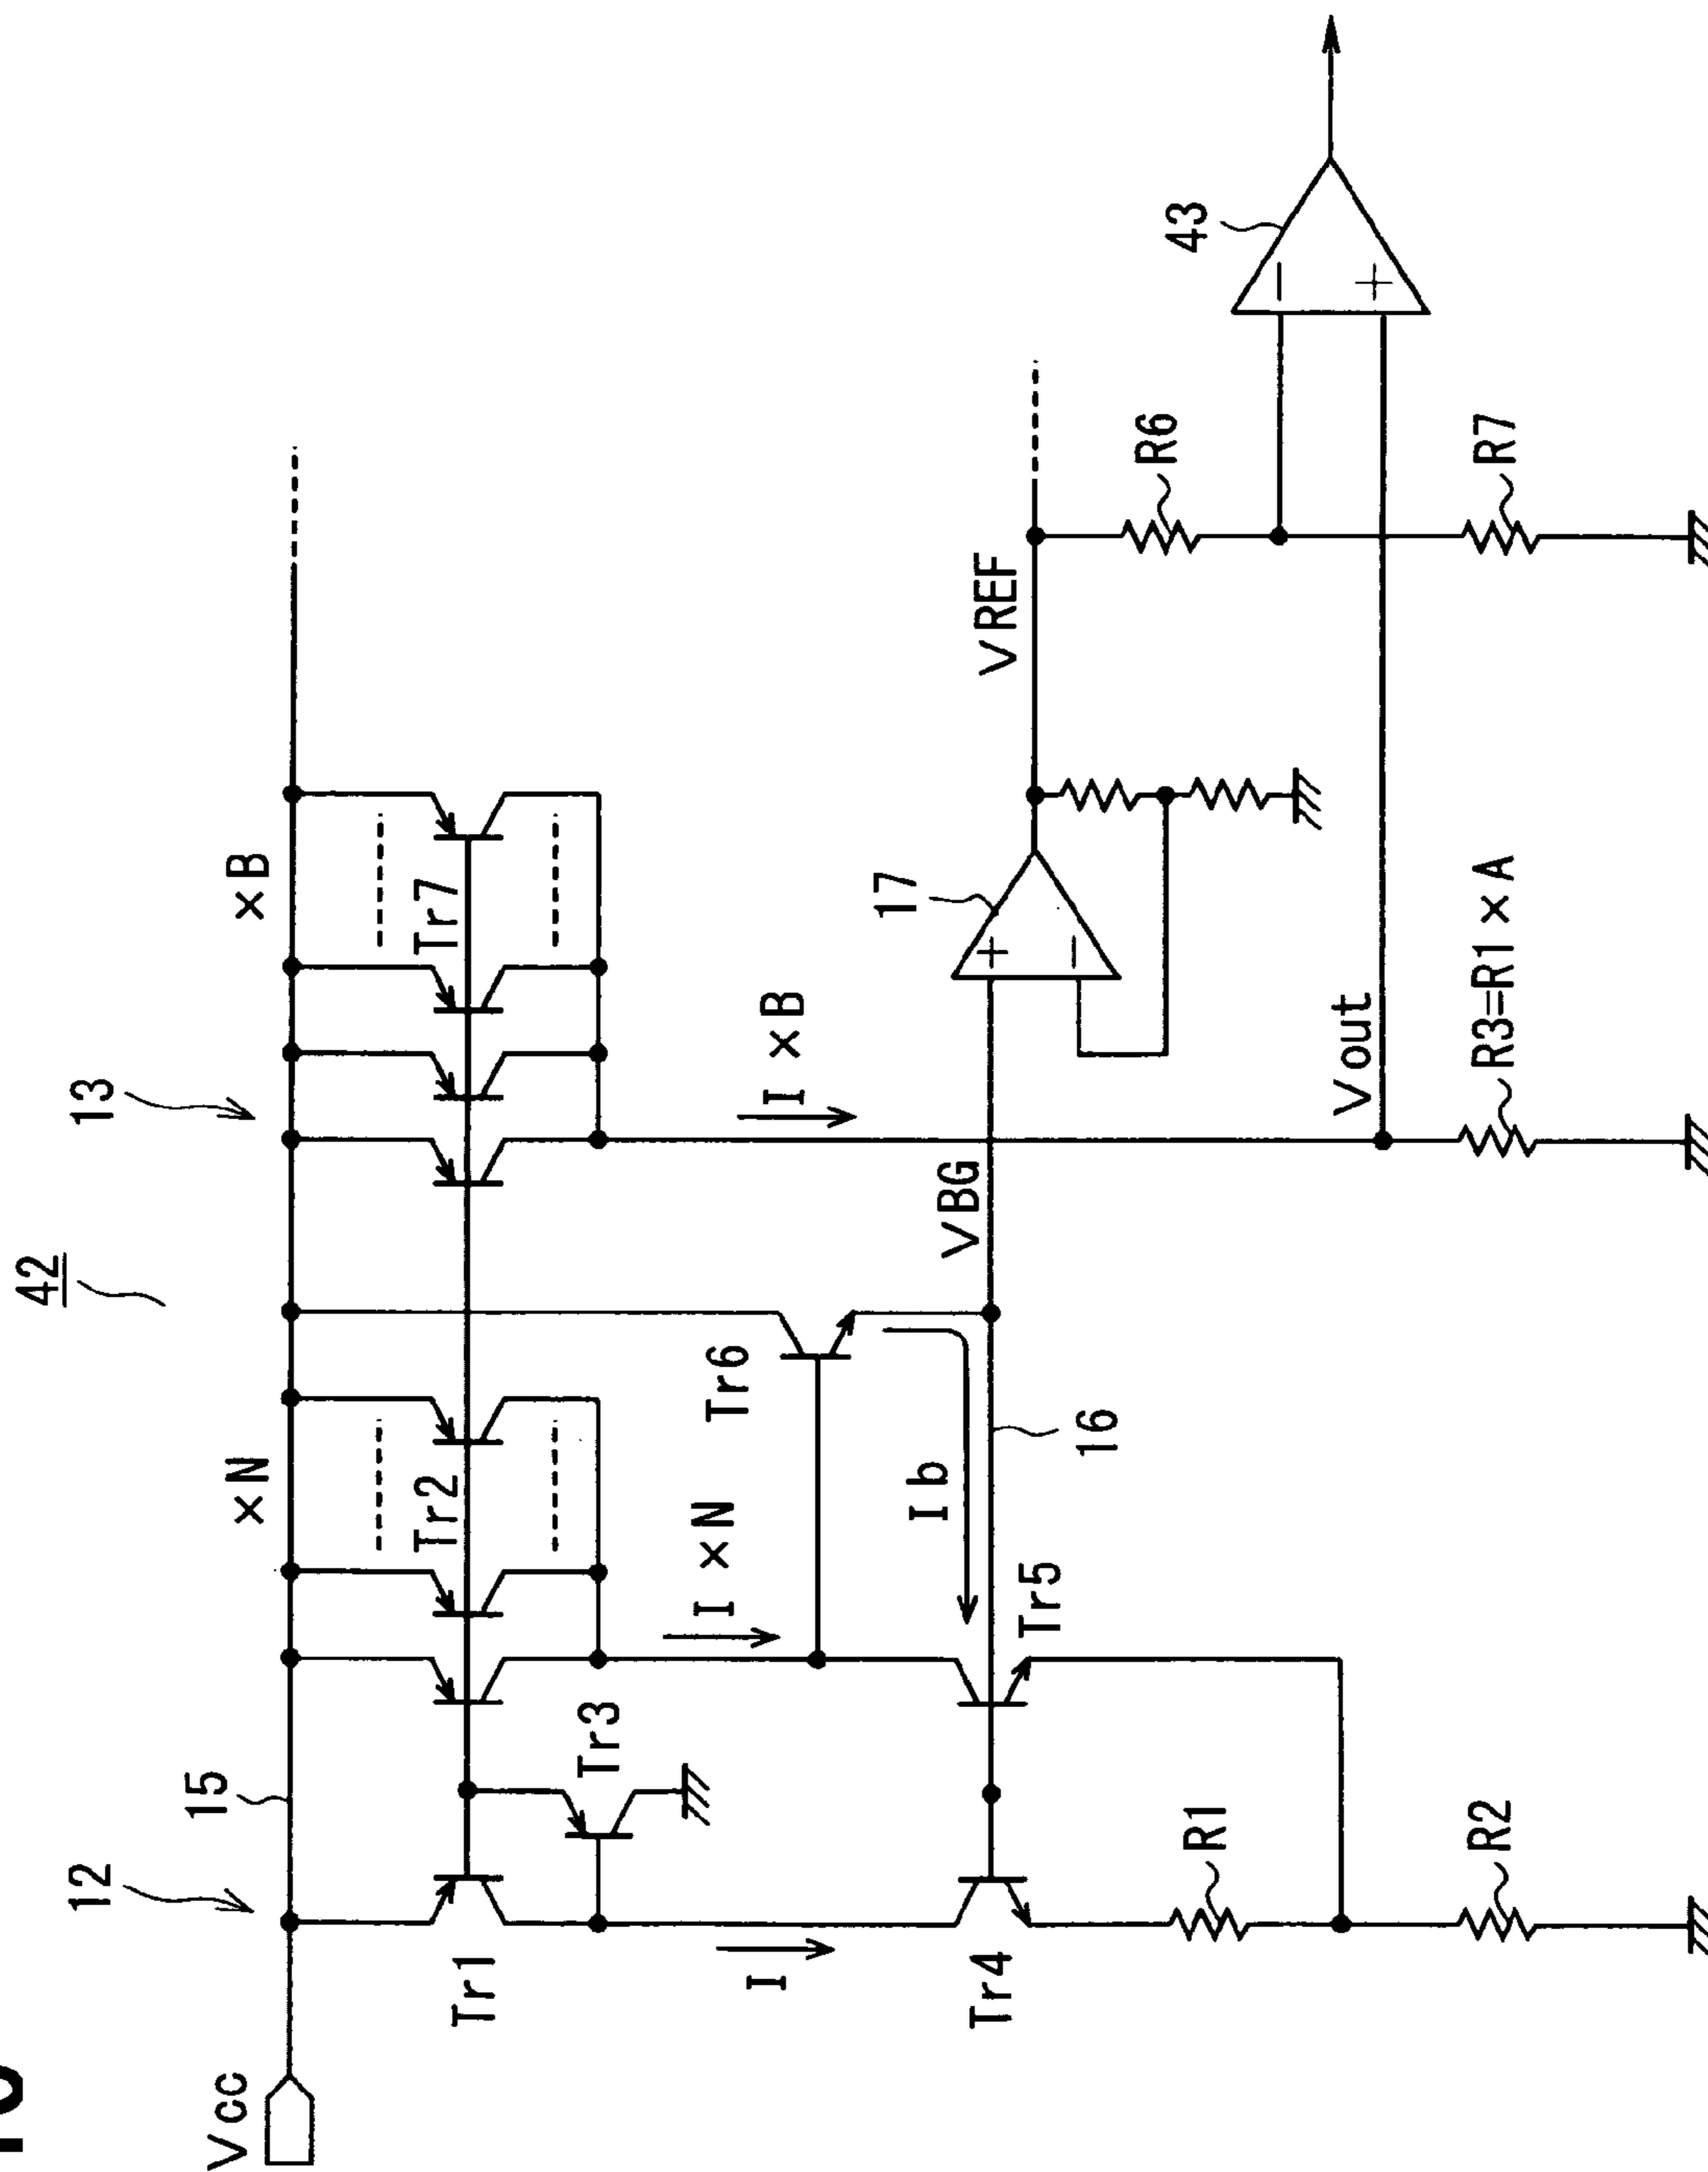 42
12
15
13
Vcc
×N
×B
Tr1
Tr2
Tr7
Tr3
I
I×N
Tr6
I×B
Ib
VBG
17
VREF
43
Tr4
Tr5
16
R6
Vout
R1
R2
R3=R1×A
R7
+
−
−
+